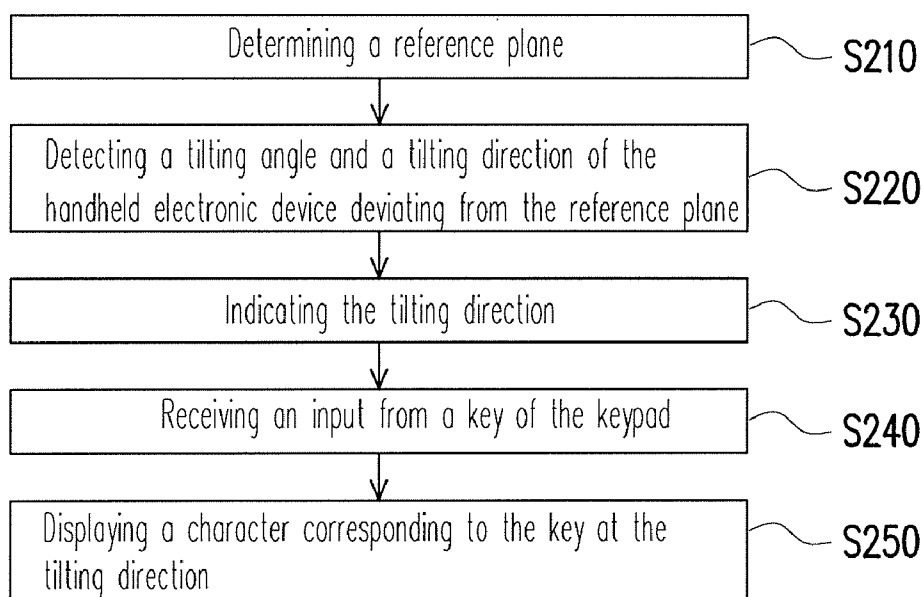 Determining a reference plane
S210
Detecting a tilting angle and a tilting direction of the
handheld electronic device deviating from the reference plane
S220
Indicating the tilting direction
S230
Receiving an input from a key of the keypad
S240
Displaying a character corresponding to the key at the
tilting direction
S250